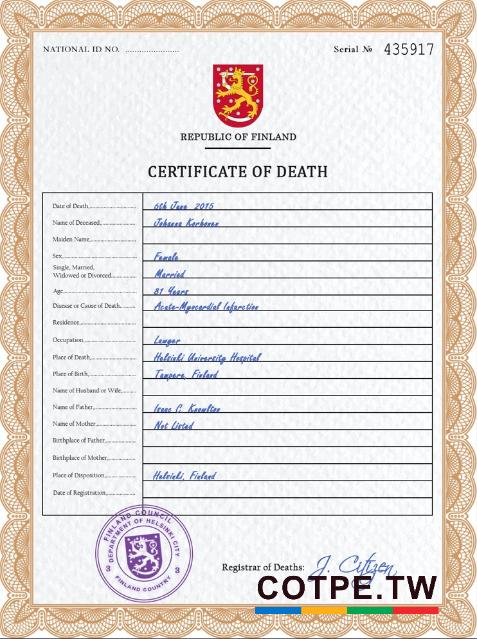 NATIONAL ID NO. ........................
Serial № 435917
REPUBLIC OF FINLAND
CERTIFICATE OF DEATH
Date of Death, 6th June 2015
Name of Deceased, Johanna Korhonen
Maiden Name,
Sex, Female
Single, Married,
Widowed or Divorced, Married
Age, 81 Years
Disease or Cause of Death, Acute-Myocardial Infarction
Residence,
Occupation, Lawyer
Place of Death, Helsinki University Hospital
Place of Birth, Tampere, Finland
Name of Husband or Wife,
Name of Father, Isaac C. Knowlton
Name of Mother, Not Listed
Birthplace of Father,
Birthplace of Mother,
Place of Disposition, Helsinki, Finland
Date of Registration,
FINLAND COUNCIL
DEPARTMENT OF HELSINKI CITY
3 3
FINLAND COUNTRY
Registrar of Deaths: J. Citizen
COTPE.TW